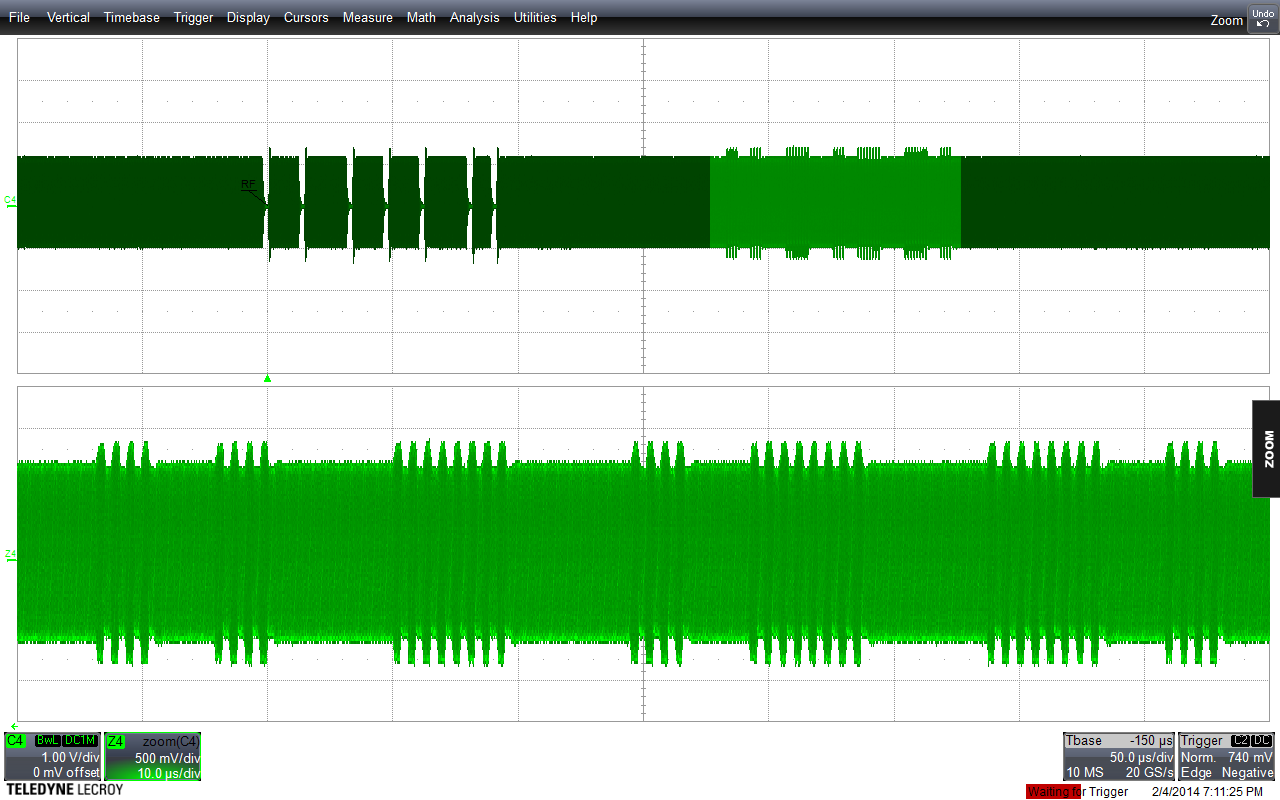 File Vertical Timebase Trigger Display Cursors Measure Math Analysis Utilities Help
Zoom Undo
RF
C4
ZOOM
Z4
C4 BwL DC1M
1.00 V/div
0 mV offset
Z4 zoom(C4)
500 mV/div
10.0 µs/div
Tbase -150 µs
50.0 µs/div
10 MS 20 GS/s
Trigger C2 DC
Norm. 740 mV
Edge Negative
TELEDYNE LECROY
Waiting for Trigger 2/4/2014 7:11:25 PM